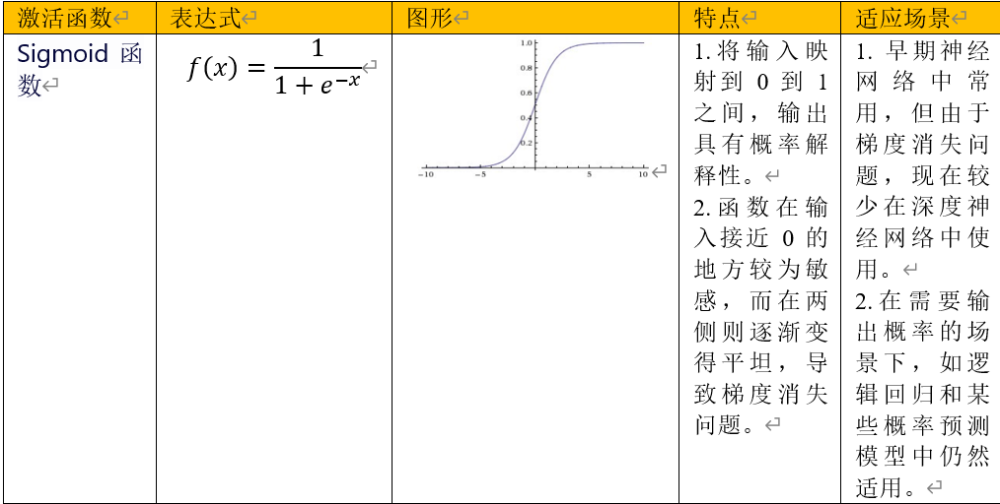 激活函数
表达式
图形
特点
适应场景
Sigmoid 函
数
f(x) = 1 / (1 + e^{-x})
1.0
0.8
0.6
0.4
0.2
-10
-5
5
10
1.将输入映
射到 0 到 1
之间，输出
具有概率解
释性。
2.函数在输
入接近 0 的
地方较为敏
感，而在两
侧则逐渐变
得平坦，导
致梯度消失
问题。
1. 早期神经
网络中常
用，但由于
梯度消失问
题，现在较
少在深度神
经网络中使
用。
2.在需要输
出概率的场
景下，如逻
辑回归和某
些概率预测
模型中仍然
适用。